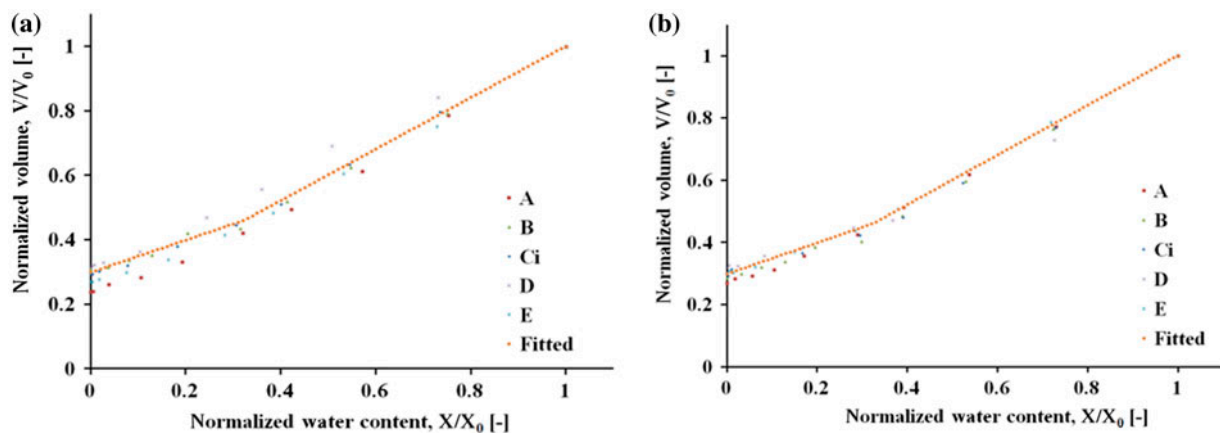 (a)
Normalized volume, V/V₀ [-]
1
0.8
0.6
0.4
0.2
0
0 0.2 0.4 0.6 0.8 1
Normalized water content, X/X₀ [-]
A
B
Ci
D
E
Fitted
(b)
Normalized volume, V/V₀ [-]
1
0.8
0.6
0.4
0.2
0
0 0.2 0.4 0.6 0.8 1
Normalized water content, X/X₀ [-]
A
B
Ci
D
E
Fitted